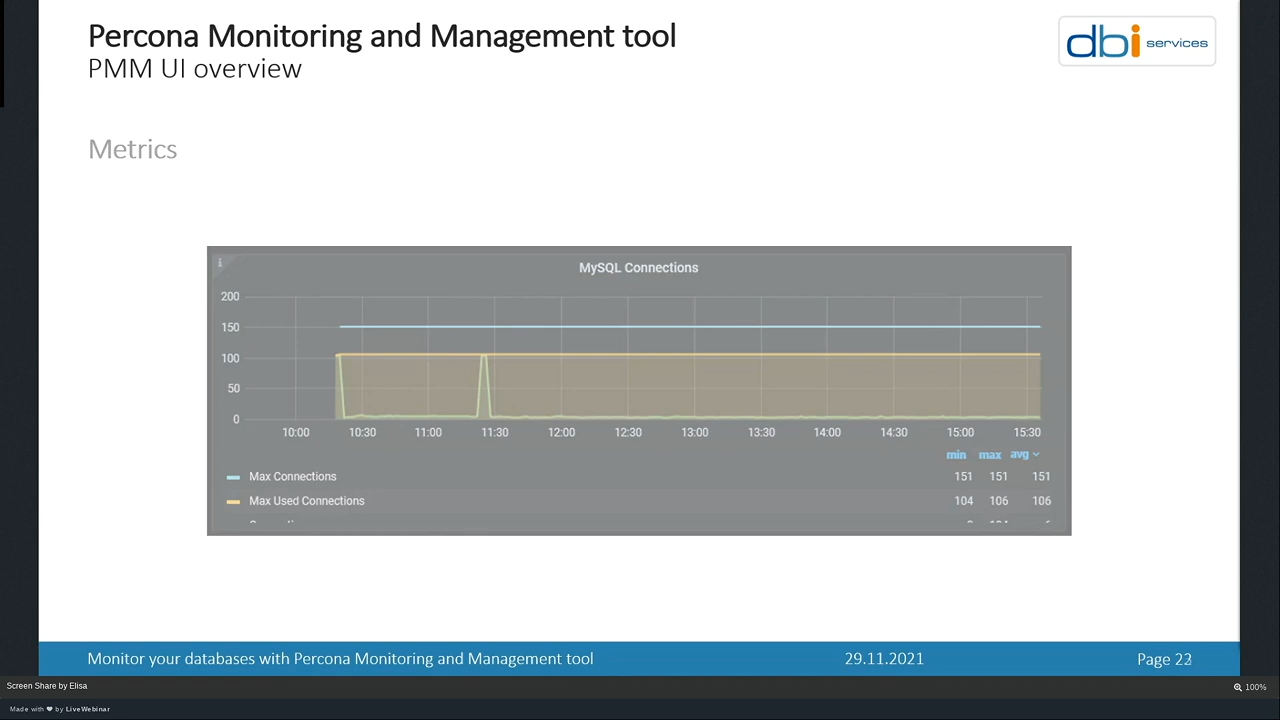 Percona Monitoring and Management tool
PMM UI overview
dbi services
Metrics
i
MySQL Connections
200
150
100
50
0
10:00 10:30 11:00 11:30 12:00 12:30 13:00 13:30 14:00 14:30 15:00 15:30
min max avg
Max Connections 151 151 151
Max Used Connections 104 106 106
Monitor your databases with Percona Monitoring and Management tool 29.11.2021 Page
Screen Share by Elisa 100%
Made with ❤ by LiveWebinar